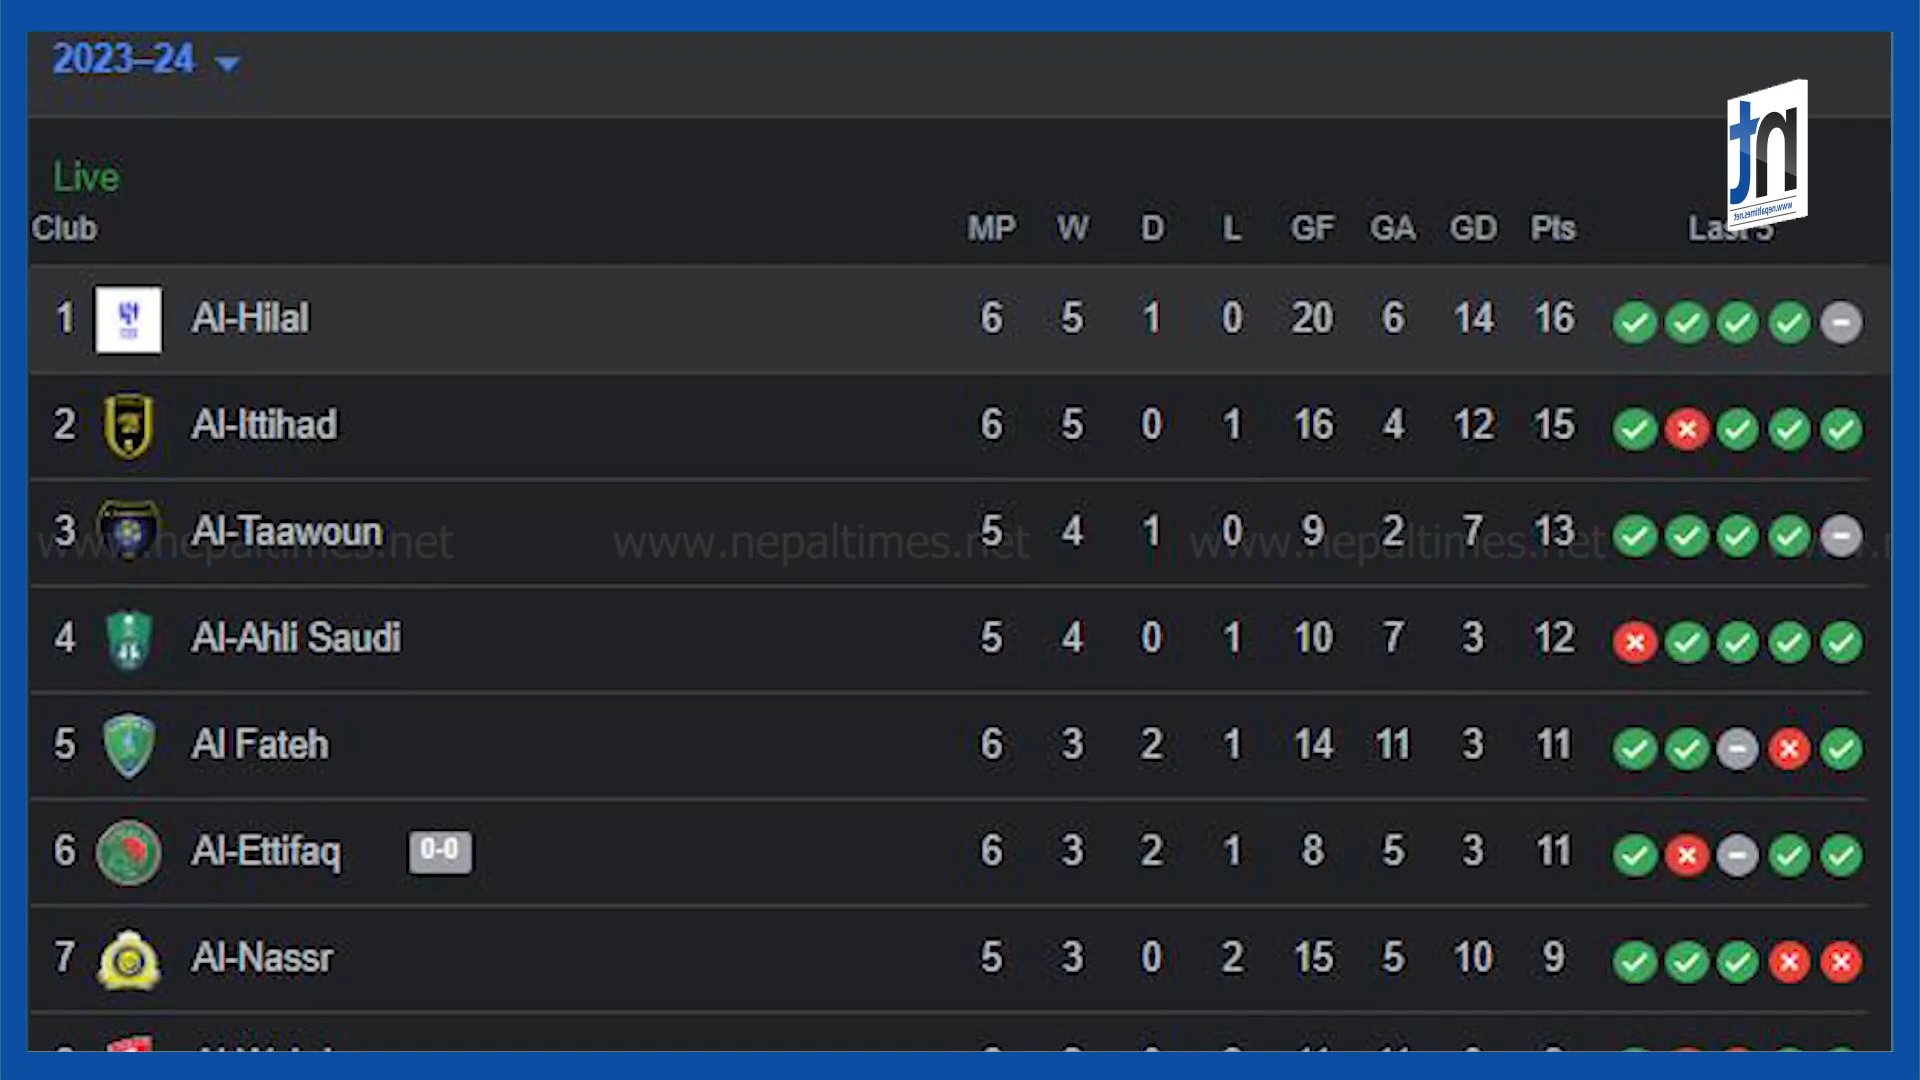 2023–24
Live
Club MP W D L GF GA GD Pts Last 5
1 Al-Hilal 6 5 1 0 20 6 14 16
2 Al-Ittihad 6 5 0 1 16 4 12 15
3 Al-Taawoun 5 4 1 0 9 2 7 13
www.nepaltimes.net www.nepaltimes.net www.nepaltimes.net
4 Al-Ahli Saudi 5 4 0 1 10 7 3 12
5 Al Fateh 6 3 2 1 14 11 3 11
6 Al-Ettifaq 0-0 6 3 2 1 8 5 3 11
7 Al-Nassr 5 3 0 2 15 5 10 9